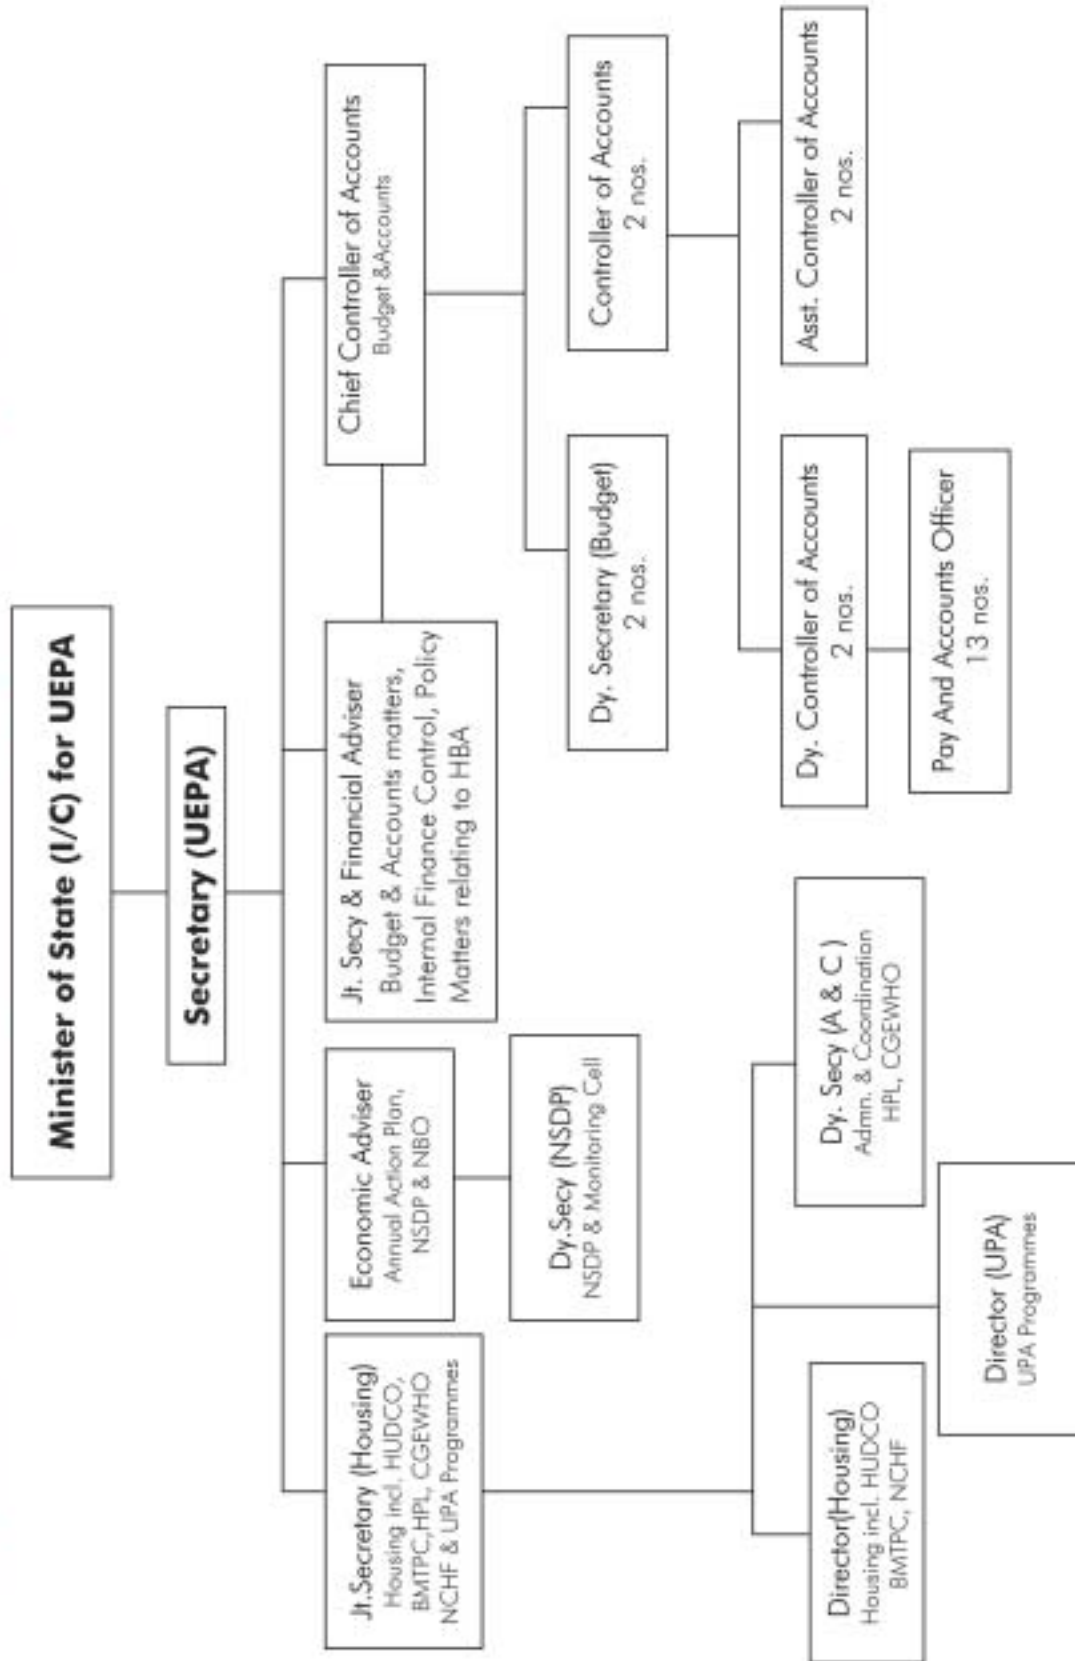 Minister of State (I/C) for UEPA
Secretary (UEPA)
Jt.Secretary (Housing)
Housing incl. HUDCO,
BMTPC,HPL, CGEWHO
NCHF & UPA Programmes
Economic Adviser
Annual Action Plan,
NSDP & NBO
Jt. Secy & Financial Adviser
Budget & Accounts matters,
Internal Finance Control, Policy
Matters relating to HBA
Chief Controller of Accounts
Budget &Accounts
Dy.Secy (NSDP)
NSDP & Monitoring Cell
Dy. Secretary (Budget)
2 nos.
Controller of Accounts
2 nos.
Director(Housing)
Housing incl. HUDCO
BMTPC, NCHF
Director (UPA)
UPA Programmes
Dy. Secy (A & C )
Admn. & Coordination
HPL, CGEWHO
Dy. Controller of Accounts
2 nos.
Asst. Controller of Accounts
2 nos.
Pay And Accounts Officer
13 nos.